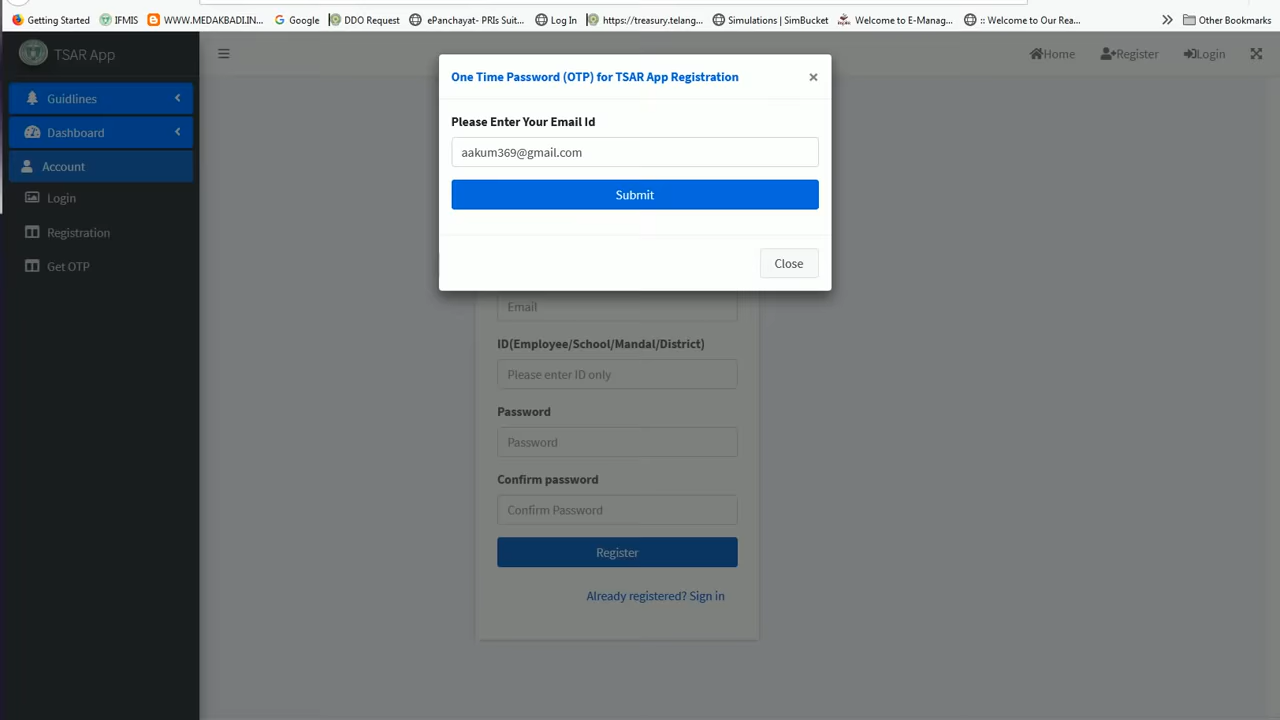 Getting Started IFMIS WWW.MEDAKBADI.IN... Google DDO Request ePanchayat- PRIs Suit... Log In https://treasury.telang... Simulations | SimBucket Welcome to E-Manag... :: Welcome to Our Rea... Other Bookmarks
TSAR App
Home Register Login
Guidlines
Dashboard
Account
Login
Registration
Get OTP
One Time Password (OTP) for TSAR App Registration ×
Please Enter Your Email Id
aakum369@gmail.com
Submit
Close
Email
ID(Employee/School/Mandal/District)
Please enter ID only
Password
Password
Confirm password
Confirm Password
Register
Already registered? Sign in